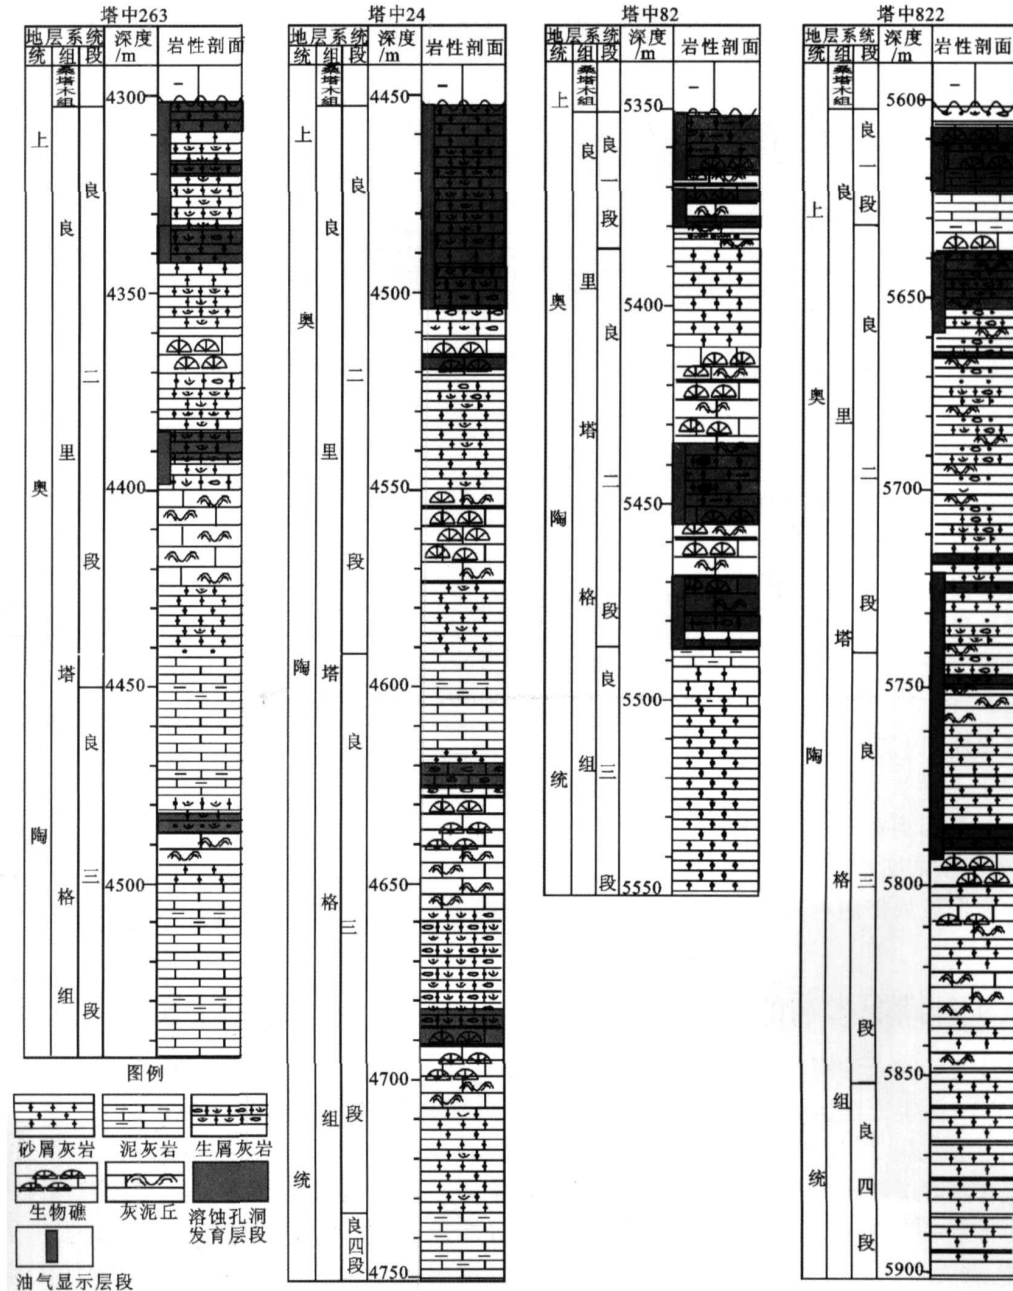 塔中263
地层系统 深度 岩性剖面
统 组 段 /m
桑塔木组
上
奥
陶
良
里
塔
格
组
良
二
段
良
三
段
4300
4350
4400
4450
4500
塔中24
地层系统 深度 岩性剖面
统 组 段 /m
桑塔木组
上
奥
陶
统
良
里
塔
格
组
良
二
段
良
三
段
良
四
段
4450
4500
4550
4600
4650
4700
4750
塔中82
地层系统 深度 岩性剖面
统 组 段 /m
上
奥
陶
统
良
里
塔
格
组
良
一
段
良
二
段
良
三
段
5350
5400
5450
5500
5550
塔中822
地层系统 深度 岩性剖面
统 组 段 /m
桑塔木组
上
奥
陶
统
良
里
塔
格
组
良
一
段
良
二
段
良
三
段
良
四
段
5600
5650
5700
5750
5800
5850
5900
图例
砂屑灰岩 泥灰岩 生屑灰岩
生物礁 灰泥丘 溶蚀孔洞
发育层段
油气显示层段